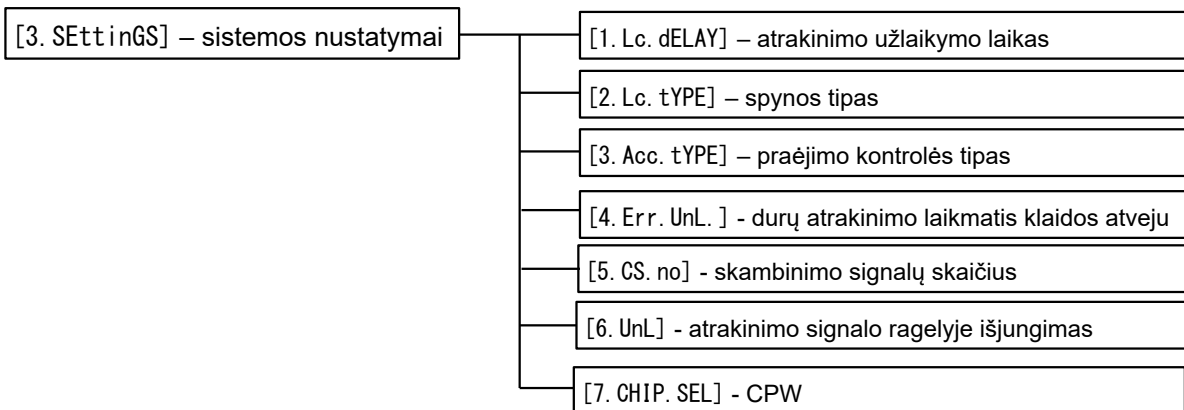 [3.SEttinGS] – sistemos nustatymai
[1.Lc.dELAY] – atrakinimo užlaikymo laikas
[2.Lc.tYPE] – spynos tipas
[3.Acc.tYPE] – praėjimo kontrolės tipas
[4.Err.UnL.] - durų atrakinimo laikmatis klaidos atveju
[5.CS.no] - skambinimo signalų skaičius
[6.UnL] - atrakinimo signalo ragelyje išjungimas
[7.CHIP.SEL] - CPW